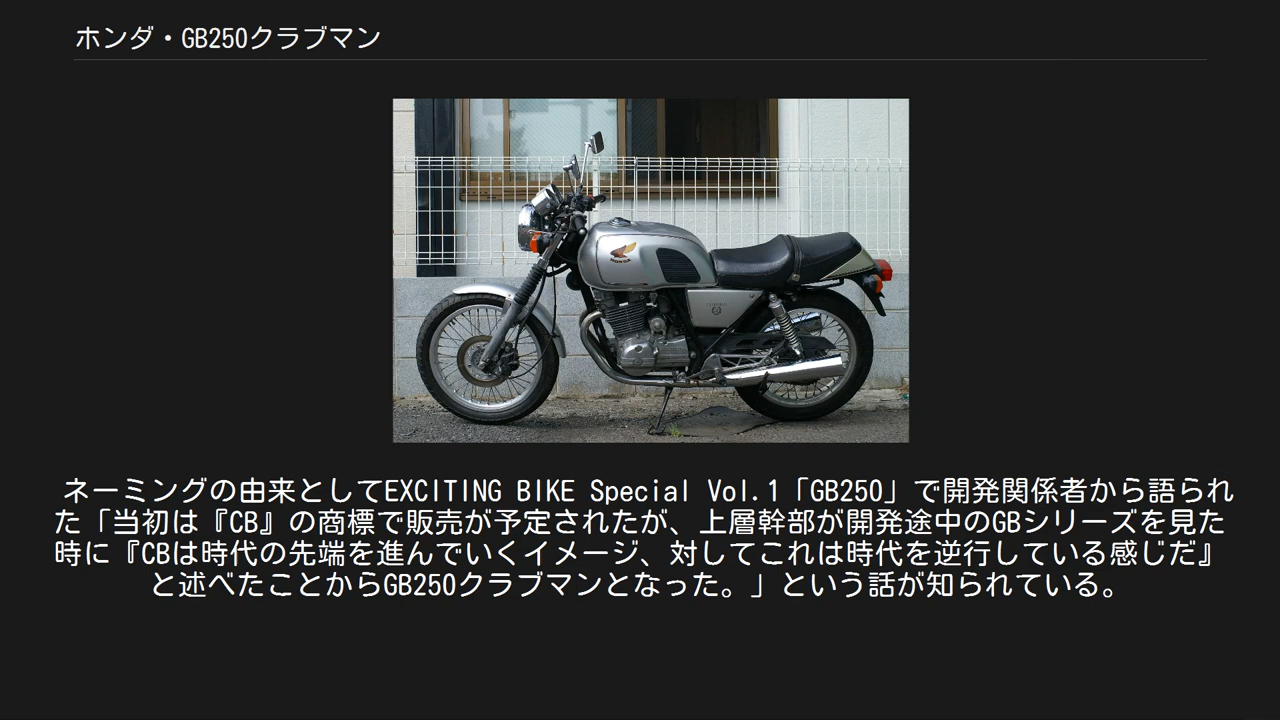 ホンダ・GB250クラブマン
HONDA
ネーミングの由来としてEXCITING BIKE Special Vol.1「GB250」で開発関係者から語られ
た「当初は『CB』の商標で販売が予定されたが、上層幹部が開発途中のGBシリーズを見た
時に『CBは時代の先端を進んでいくイメージ、対してこれは時代を逆行している感じだ』
と述べたことからGB250クラブマンとなった。」という話が知られている。